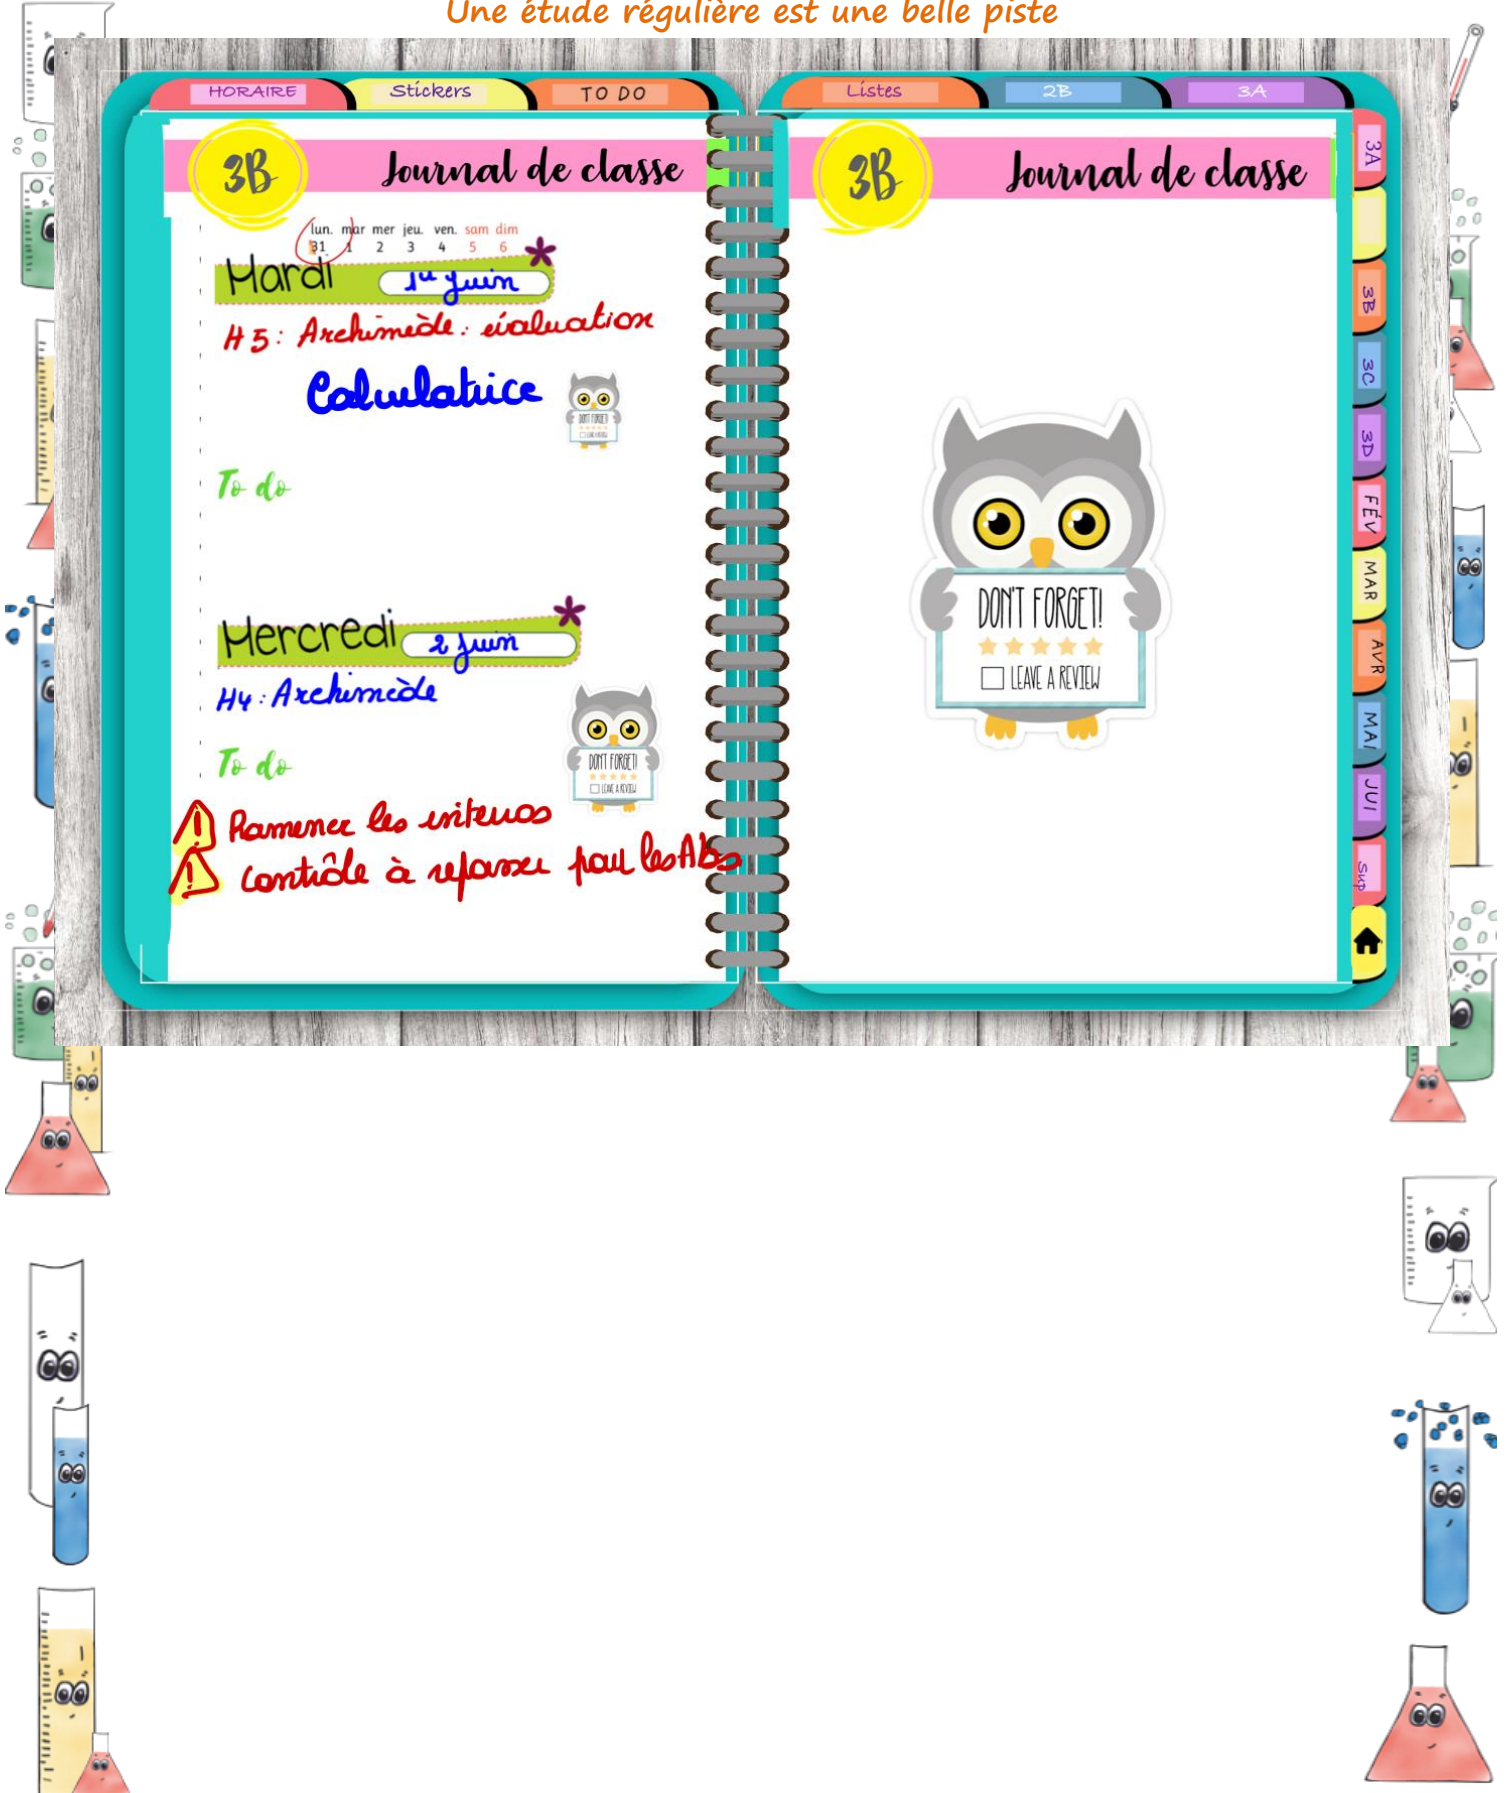 Une étude régulière est une belle piste
HORAIRE
Stickers
TO DO
Listes
2B
3A
3B
Journal de classe
lun. mar mer jeu. ven. sam dim
31 1 2 3 4 5 6
Mardi 1er Juin
H5: Archimède: évaluation
Calculatrice
DON'T FORGET!
LEAVE A REVIEW
To do
Mercredi 2 Juin
H4: Archimède
To do
DON'T FORGET!
LEAVE A REVIEW
Ramener les interros
Contrôle à repasser pour les Abs
3B
Journal de classe
DON'T FORGET!
LEAVE A REVIEW
3A
3B
3C
3D
FÉV
MAR
AVR
MAI
JUI
Sup